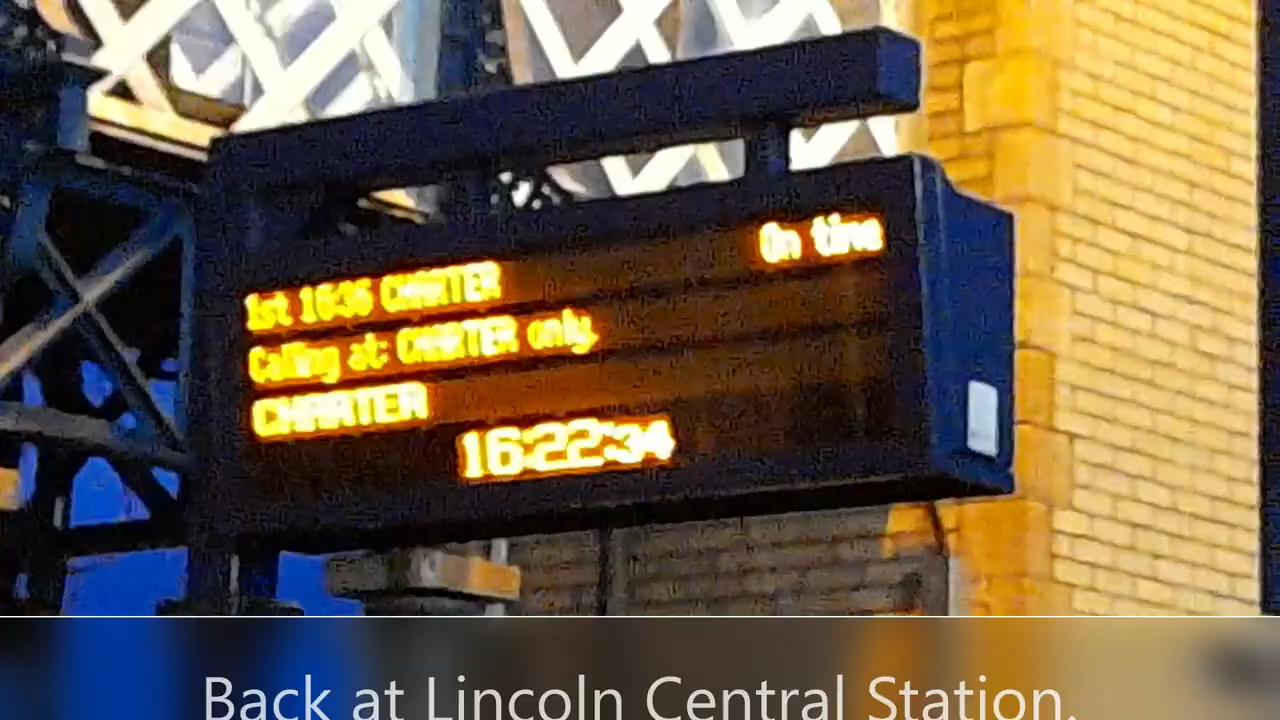 1st 1636 CHARTER On time
Calling at: CHARTER only.
CHARTER
16:22:34
Back at Lincoln Central Station.